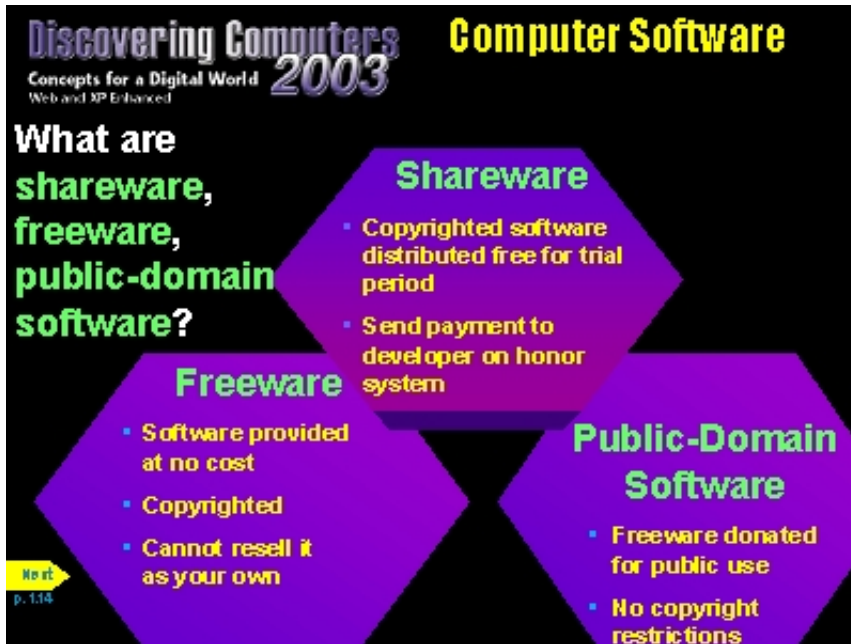 Discovering Computers
2003
Concepts for a Digital World
Web and XP Enhanced
Computer Software
What are
shareware,
freeware,
public-domain
software?
Shareware
Copyrighted software
distributed free for trial
period
Send payment to
developer on honor
system
Freeware
Software provided
at no cost
Copyrighted
Cannot resell it
as your own
Public-Domain
Software
Freeware donated
for public use
No copyright
restrictions
Next
p. 1.14